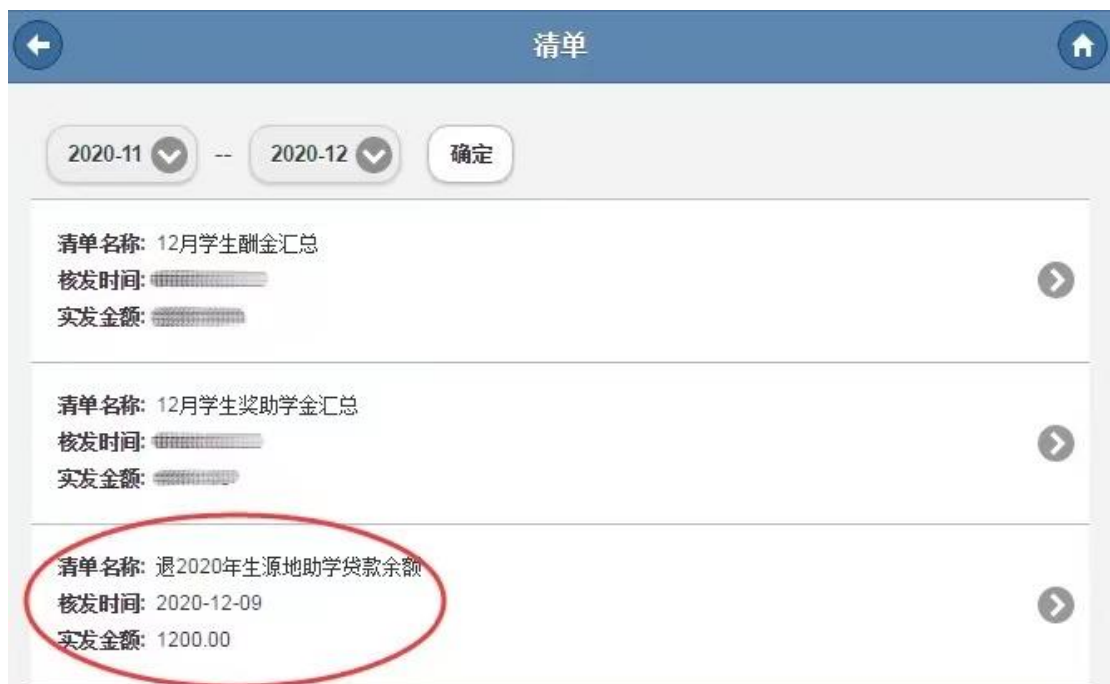 清单
2020-11 -- 2020-12 确定
清单名称: 12月学生酬金汇总
核发时间:
实发金额:
清单名称: 12月学生奖助学金汇总
核发时间:
实发金额:
清单名称: 退2020年生源地助学贷款余额
核发时间: 2020-12-09
实发金额: 1200.00